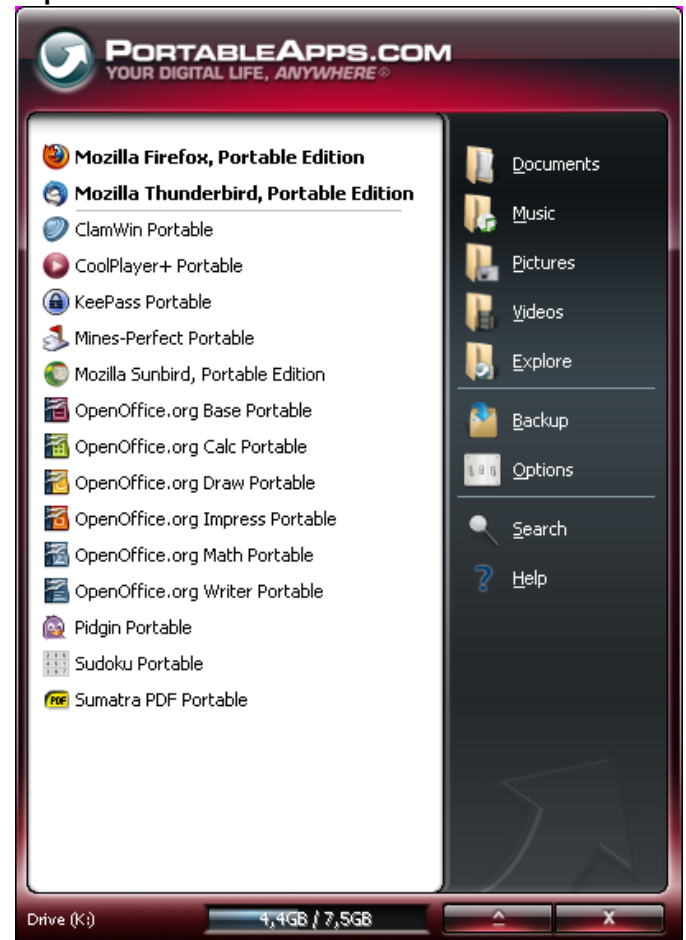 PORTABLEAPPS.COM
YOUR DIGITAL LIFE, ANYWHERE®
Mozilla Firefox, Portable Edition
Mozilla Thunderbird, Portable Edition
ClamWin Portable
CoolPlayer+ Portable
KeePass Portable
Mines-Perfect Portable
Mozilla Sunbird, Portable Edition
OpenOffice.org Base Portable
OpenOffice.org Calc Portable
OpenOffice.org Draw Portable
OpenOffice.org Impress Portable
OpenOffice.org Math Portable
OpenOffice.org Writer Portable
Pidgin Portable
Sudoku Portable
PDF Sumatra PDF Portable
Documents
Music
Pictures
Videos
Explore
Backup
Options
Search
? Help
Drive (K:) 4,4GB / 7,5GB X